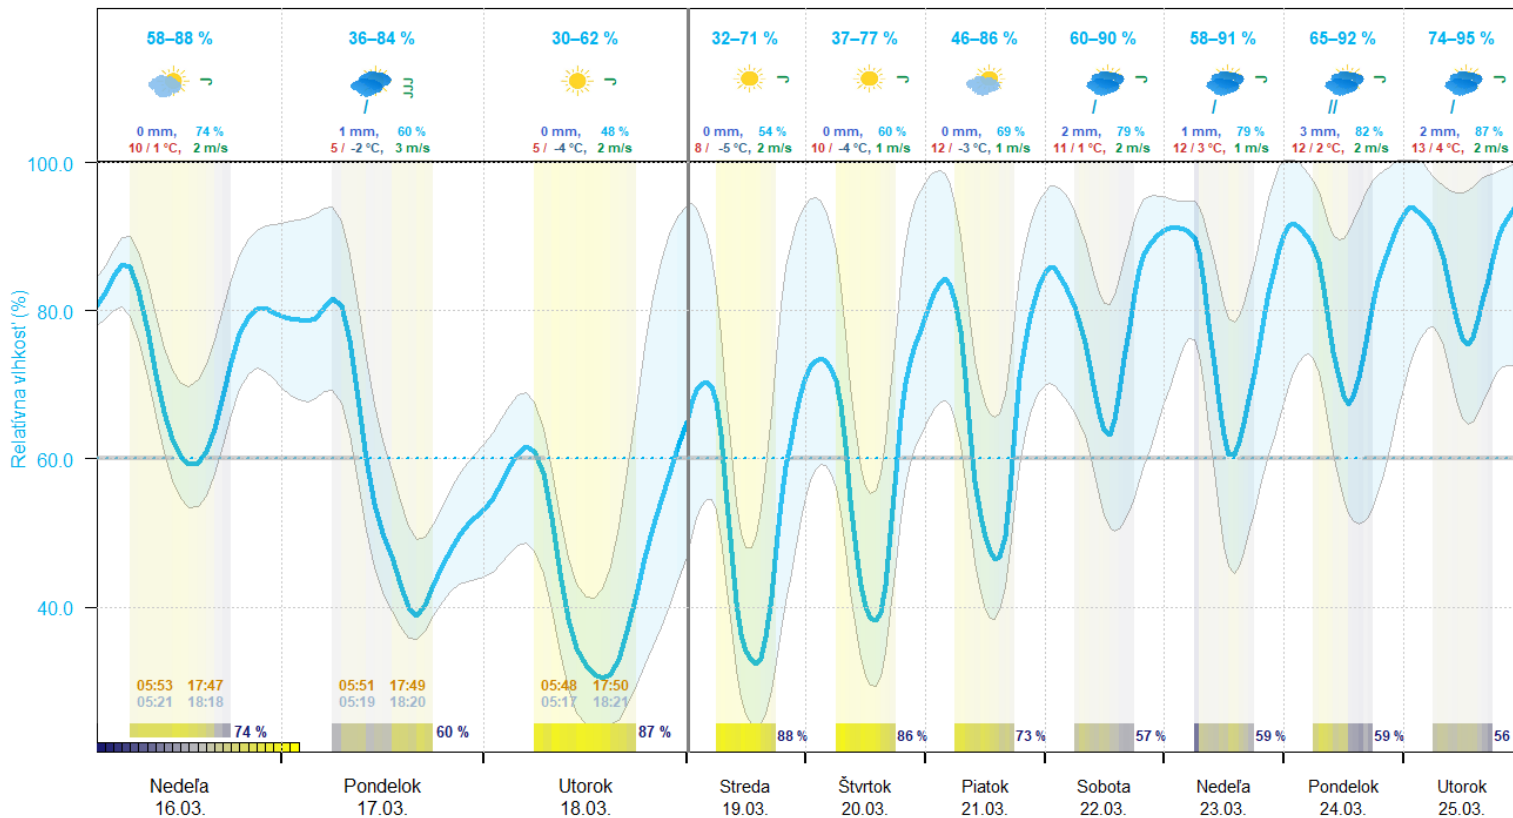 58–88 % 36–84 % 30–62 % 32–71 % 37–77 % 46–86 % 60–90 % 58–91 % 65–92 % 74–95 %
0 mm, 74 % 1 mm, 60 % 0 mm, 48 % 0 mm, 54 % 0 mm, 60 % 0 mm, 69 % 2 mm, 79 % 1 mm, 79 % 3 mm, 82 % 2 mm, 87 %
10 / 1 °C, 2 m/s 5 / -2 °C, 3 m/s 5 / -4 °C, 2 m/s 8 / -5 °C, 2 m/s 10 / -4 °C, 1 m/s 12 / -3 °C, 1 m/s 11 / 1 °C, 2 m/s 12 / 3 °C, 1 m/s 12 / 2 °C, 2 m/s 13 / 4 °C, 2 m/s
100.0
80.0
60.0
40.0
Relatívna vlhkosť (%)
05:53 17:47 05:51 17:49 05:48 17:50
05:21 18:18 05:19 18:20 05:17 18:21
74 % 60 % 87 % 88 % 86 % 73 % 57 % 59 % 59 % 56
Nedeľa Pondelok Utorok Streda Štvrtok Piatok Sobota Nedeľa Pondelok Utorok
16.03. 17.03. 18.03. 19.03. 20.03. 21.03. 22.03. 23.03. 24.03. 25.03.